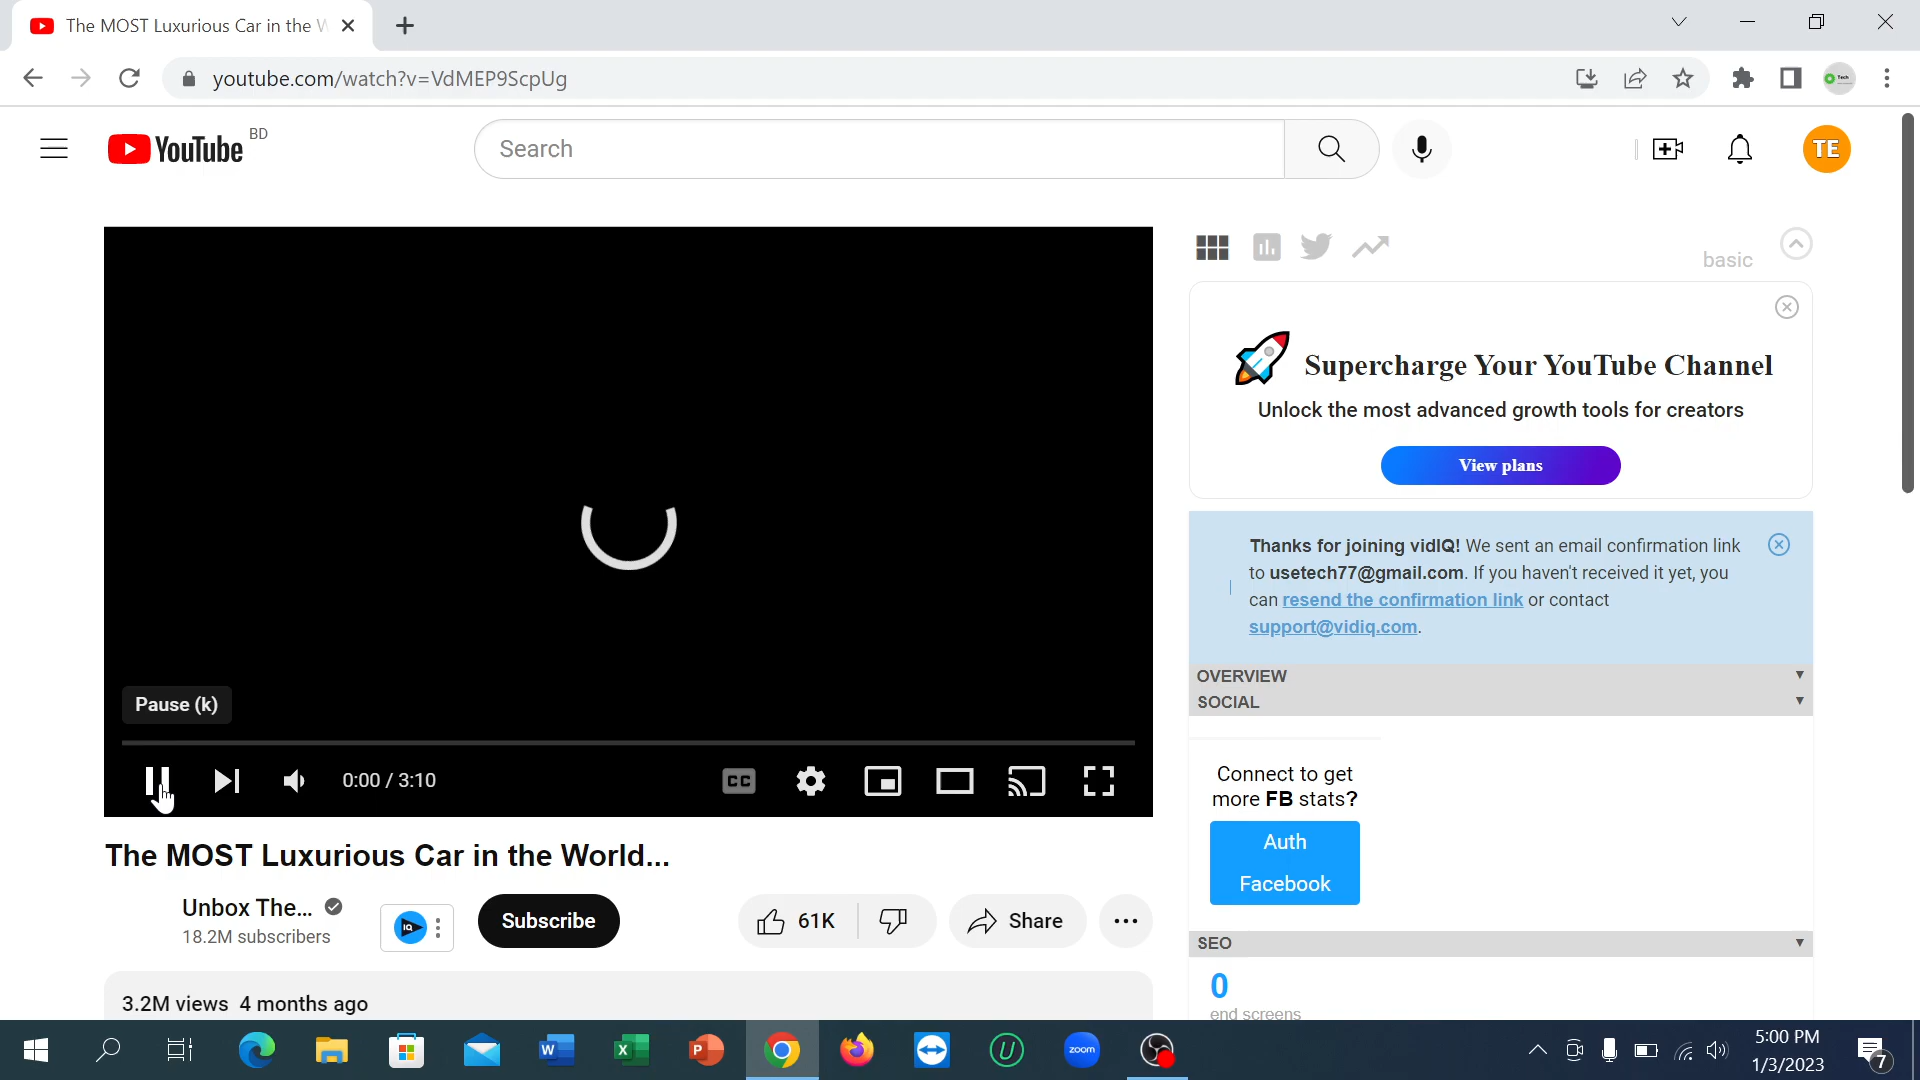 The MOST Luxurious Car in the W
youtube.com/watch?v=VdMEP9ScpUg
Tech
YouTube BD
Search
TE
basic
Supercharge Your YouTube Channel
Unlock the most advanced growth tools for creators
View plans
Thanks for joining vidIQ! We sent an email confirmation link
to usetech77@gmail.com. If you haven't received it yet, you
can resend the confirmation link or contact
support@vidiq.com.
OVERVIEW
SOCIAL
Pause (k)
0:00 / 3:10
CC
Connect to get
more FB stats?
Auth
Facebook
The MOST Luxurious Car in the World...
Unbox The...
18.2M subscribers
IQ
Subscribe
61K
Share
SEO
0
end screens
3.2M views 4 months ago
W
X
P
U
zoom
5:00 PM
1/3/2023
7